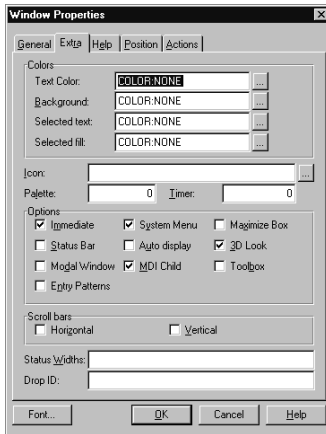 Window Properties
General Extra Help Position Actions
Colors
Text Color: COLOR:NONE ...
Background: COLOR:NONE ...
Selected text: COLOR:NONE ...
Selected fill: COLOR:NONE ...
Icon: ...
Palette: 0 Timer: 0
Options
Immediate System Menu Maximize Box
Status Bar Auto display 3D Look
Modal Window MDI Child Toolbox
Entry Patterns
Scroll bars
Horizontal Vertical
Status Widths:
Drop ID:
Font... OK Cancel Help